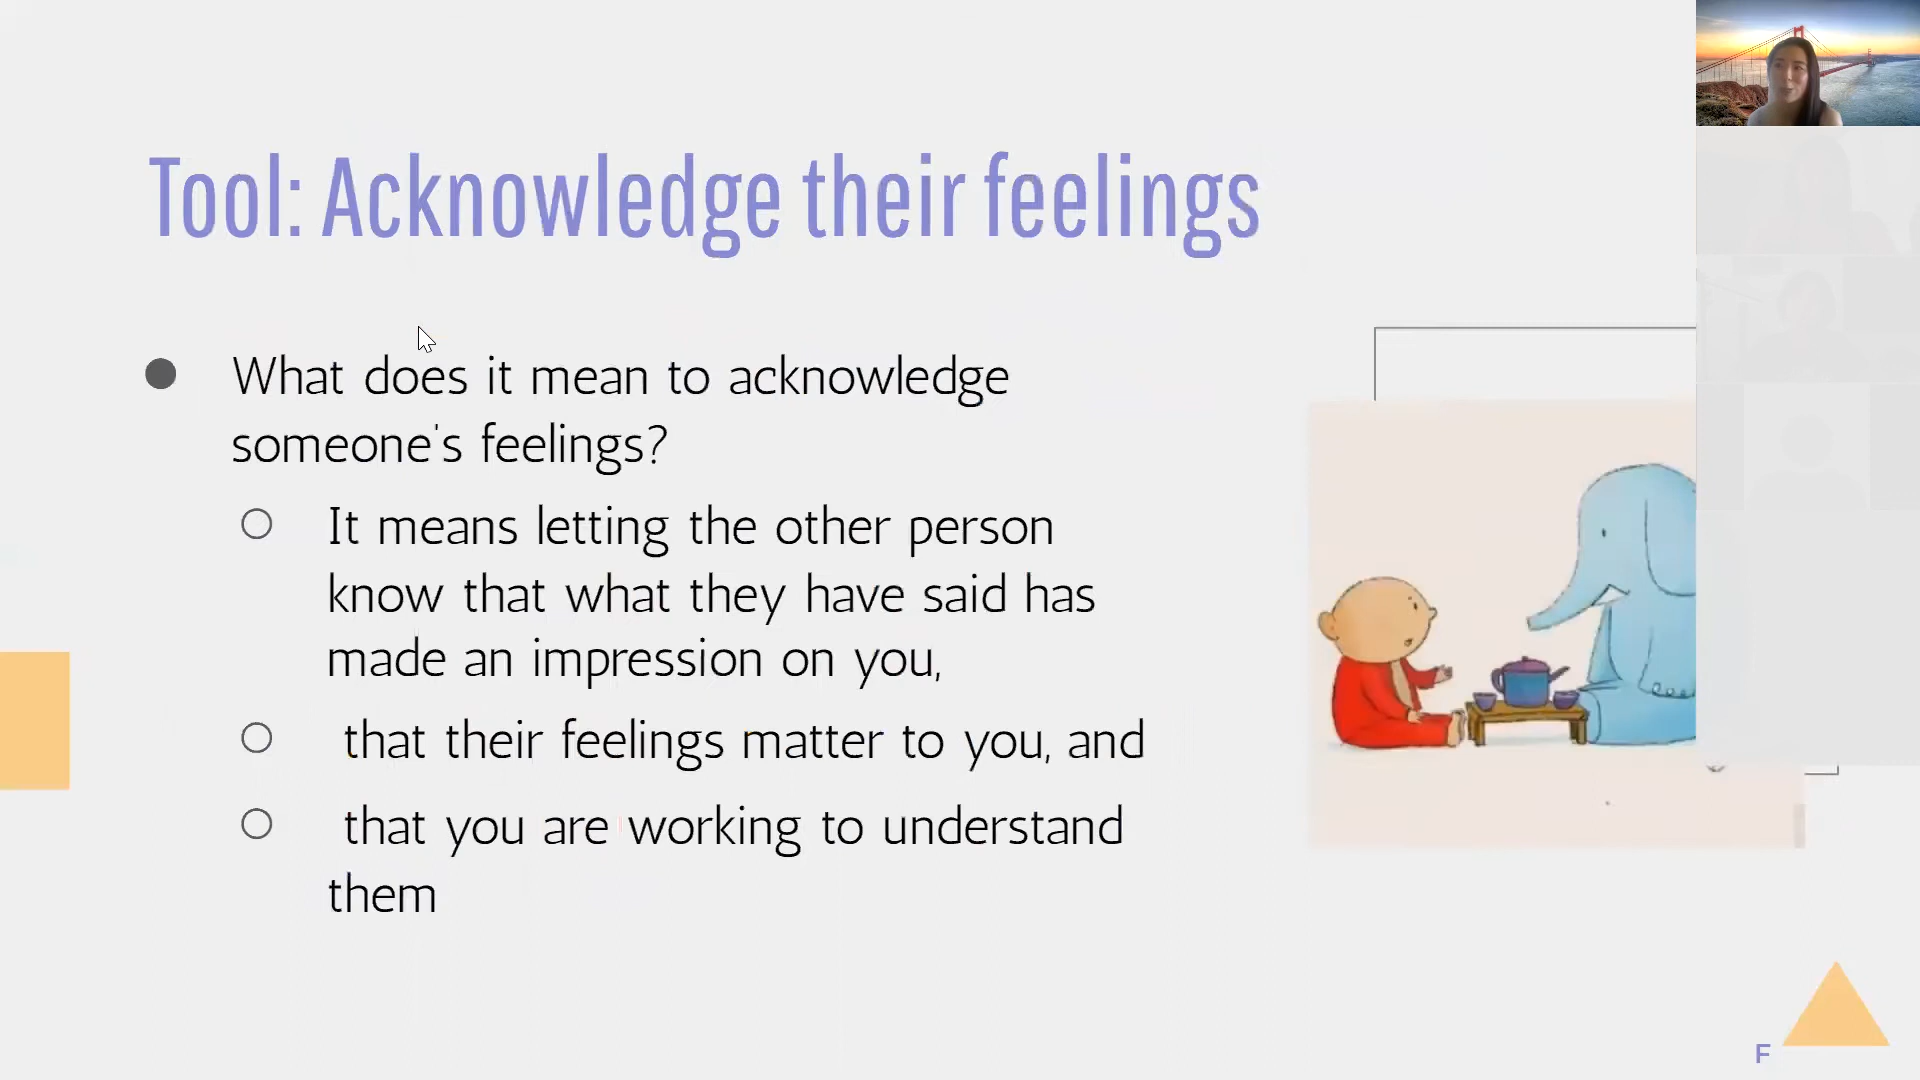 Tool: Acknowledge their feelings
What does it mean to acknowledge
someone's feelings?
It means letting the other person
know that what they have said has
made an impression on you,
that their feelings matter to you, and
that you are working to understand
them
F